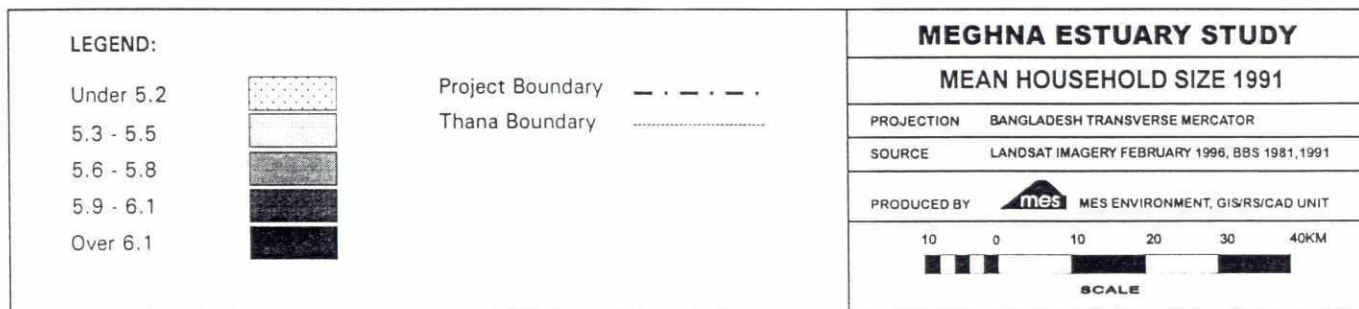 LEGEND:
Under 5.2
5.3 - 5.5
5.6 - 5.8
5.9 - 6.1
Over 6.1
Project Boundary
Thana Boundary
MEGHNA ESTUARY STUDY
MEAN HOUSEHOLD SIZE 1991
PROJECTION BANGLADESH TRANSVERSE MERCATOR
SOURCE LANDSAT IMAGERY FEBRUARY 1996, BBS 1981,1991
PRODUCED BY mes MES ENVIRONMENT, GIS/RS/CAD UNIT
10 0 10 20 30 40KM
SCALE